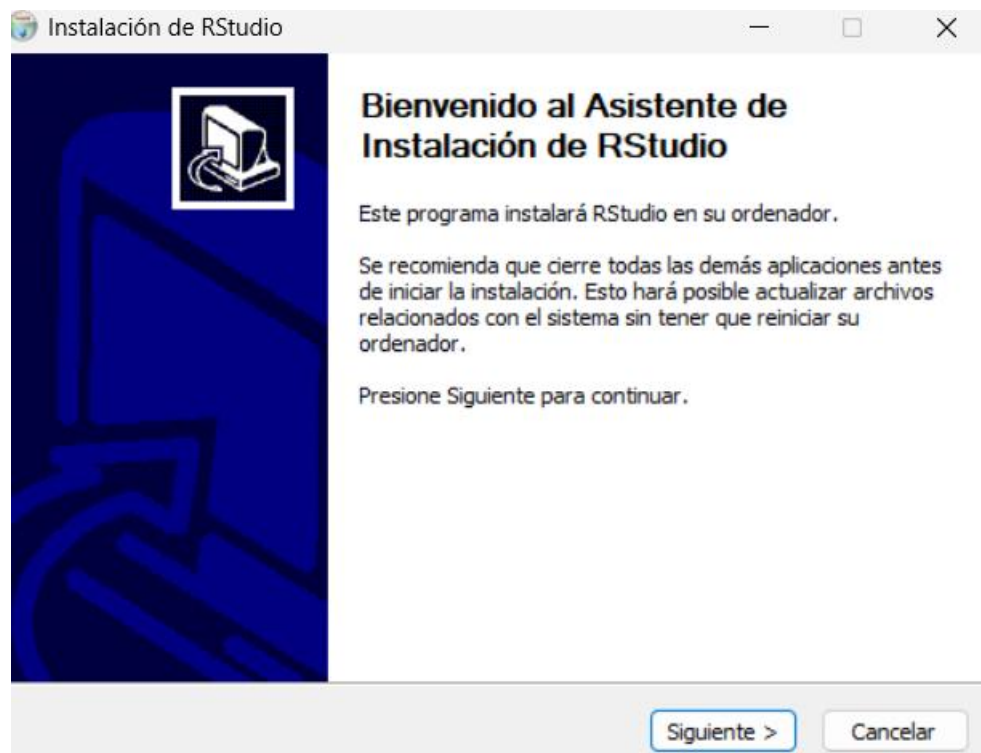 Instalación de RStudio
Bienvenido al Asistente de
Instalación de RStudio
Este programa instalará RStudio en su ordenador.
Se recomienda que cierre todas las demás aplicaciones antes
de iniciar la instalación. Esto hará posible actualizar archivos
relacionados con el sistema sin tener que reiniciar su
ordenador.
Presione Siguiente para continuar.
Siguiente >
Cancelar